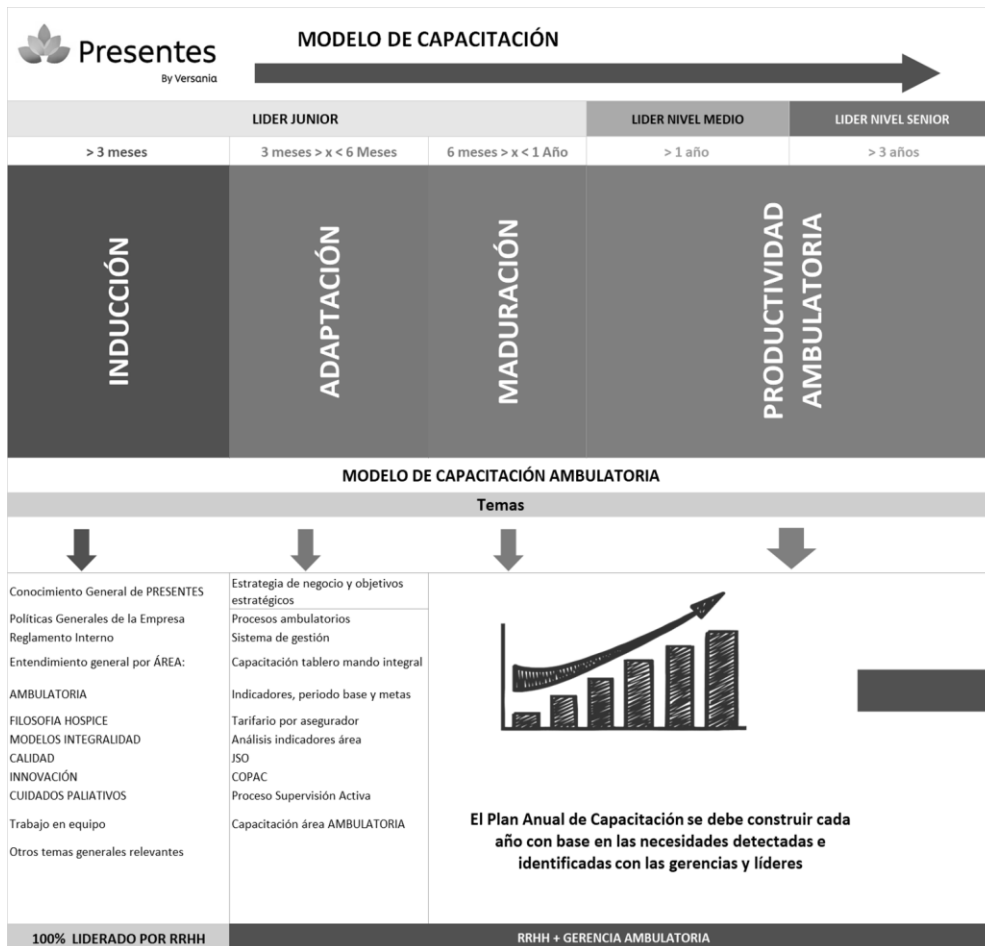 Presentes
By Versania
MODELO DE CAPACITACIÓN
LIDER JUNIOR
LIDER NIVEL MEDIO
LIDER NIVEL SENIOR
> 3 meses
3 meses > x < 6 Meses
6 meses > x < 1 Año
> 1 año
> 3 años
INDUCCIÓN
ADAPTACIÓN
MADURACIÓN
PRODUCTIVIDAD
AMBULATORIA
MODELO DE CAPACITACIÓN AMBULATORIA
Temas
Conocimiento General de PRESENTES
Políticas Generales de la Empresa
Reglamento Interno
Entendimiento general por ÁREA:
AMBULATORIA
FILOSOFIA HOSPICE
MODELOS INTEGRALIDAD
CALIDAD
INNOVACIÓN
CUIDADOS PALIATIVOS
Trabajo en equipo
Otros temas generales relevantes
Estrategia de negocio y objetivos
estratégicos
Procesos ambulatorios
Sistema de gestión
Capacitación tablero mando integral
Indicadores, periodo base y metas
Tarifario por asegurador
Análisis indicadores área
JSO
COPAC
Proceso Supervisión Activa
Capacitación área AMBULATORIA
El Plan Anual de Capacitación se debe construir cada
año con base en las necesidades detectadas e
identificadas con las gerencias y líderes
100% LIDERADO POR RRHH
RRHH + GERENCIA AMBULATORIA